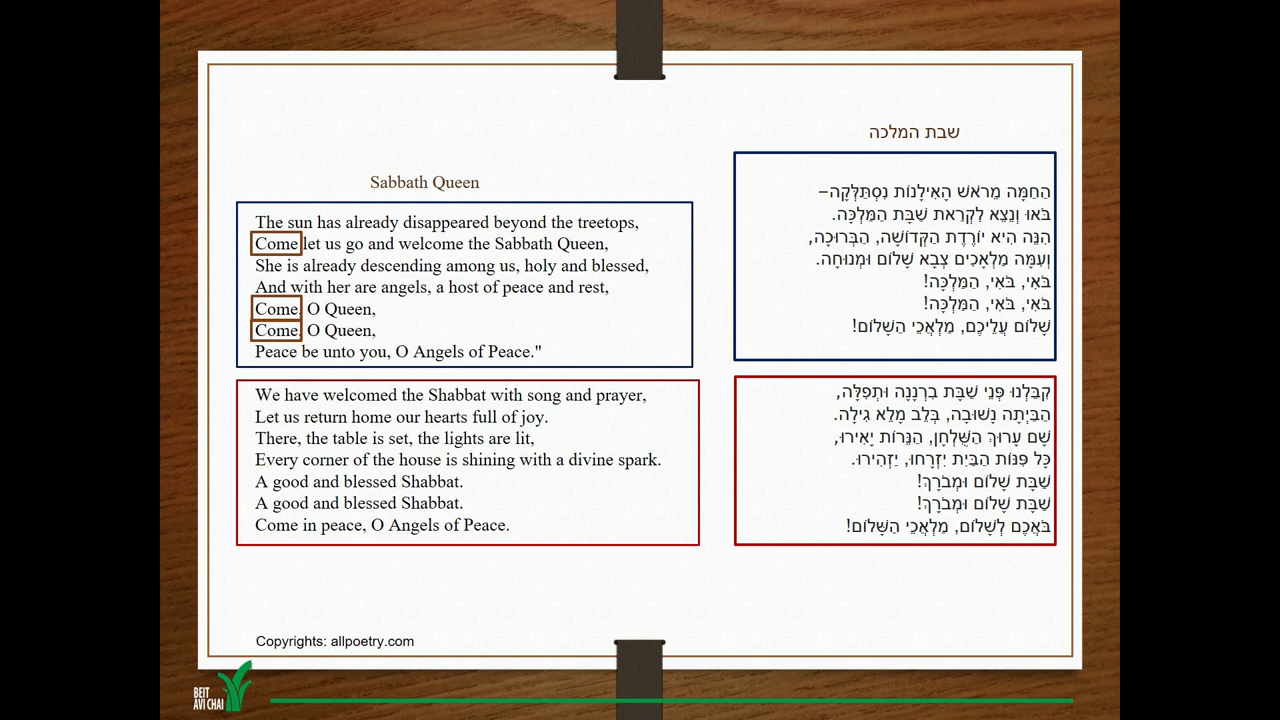 שבת המלכה
הַחַמָּה מֵרֹאשׁ הָאִילָנוֹת נִסְתַּלְּקָה–
בֹּאוּ וְנֵצֵא לִקְרַאת שַׁבָּת הַמַּלְכָּה.
הִנֵּה הִיא יוֹרֶדֶת הַקְּדוֹשָׁה, הַבְּרוּכָה,
וְעִמָּהּ מַלְאָכִים צְבָא שָׁלוֹם וּמְנוּחָה.
בֹּאִי, בֹּאִי, הַמַּלְכָּה!
בֹּאִי, בֹּאִי, הַמַּלְכָּה!
שָׁלוֹם עֲלֵיכֶם, מַלְאֲכֵי הַשָּׁלוֹם!
קִבַּלְנוּ פְּנֵי שַׁבָּת בִּרְנָנָה וּתְפִלָּה,
הַבַּיְתָה נָשׁוּבָה, בְּלֵב מָלֵא גִילָה.
שָׁם עָרוּךְ הַשֻּׁלְחָן, הַנֵּרוֹת יָאִירוּ,
כָּל פִּנּוֹת הַבַּיִת יִזְרָחוּ, יַזְהִירוּ.
שַׁבַּת שָׁלוֹם וּמְבֹרָךְ!
שַׁבַּת שָׁלוֹם וּמְבֹרָךְ!
בֹּאֲכֶם לְשָׁלוֹם, מַלְאֲכֵי הַשָּׁלוֹם!
Sabbath Queen
The sun has already disappeared beyond the treetops,
Come let us go and welcome the Sabbath Queen,
She is already descending among us, holy and blessed,
And with her are angels, a host of peace and rest,
Come, O Queen,
Come, O Queen,
Peace be unto you, O Angels of Peace."
We have welcomed the Shabbat with song and prayer,
Let us return home our hearts full of joy.
There, the table is set, the lights are lit,
Every corner of the house is shining with a divine spark.
A good and blessed Shabbat.
A good and blessed Shabbat.
Come in peace, O Angels of Peace.
Copyrights: allpoetry.com
BEIT
AVI CHAI